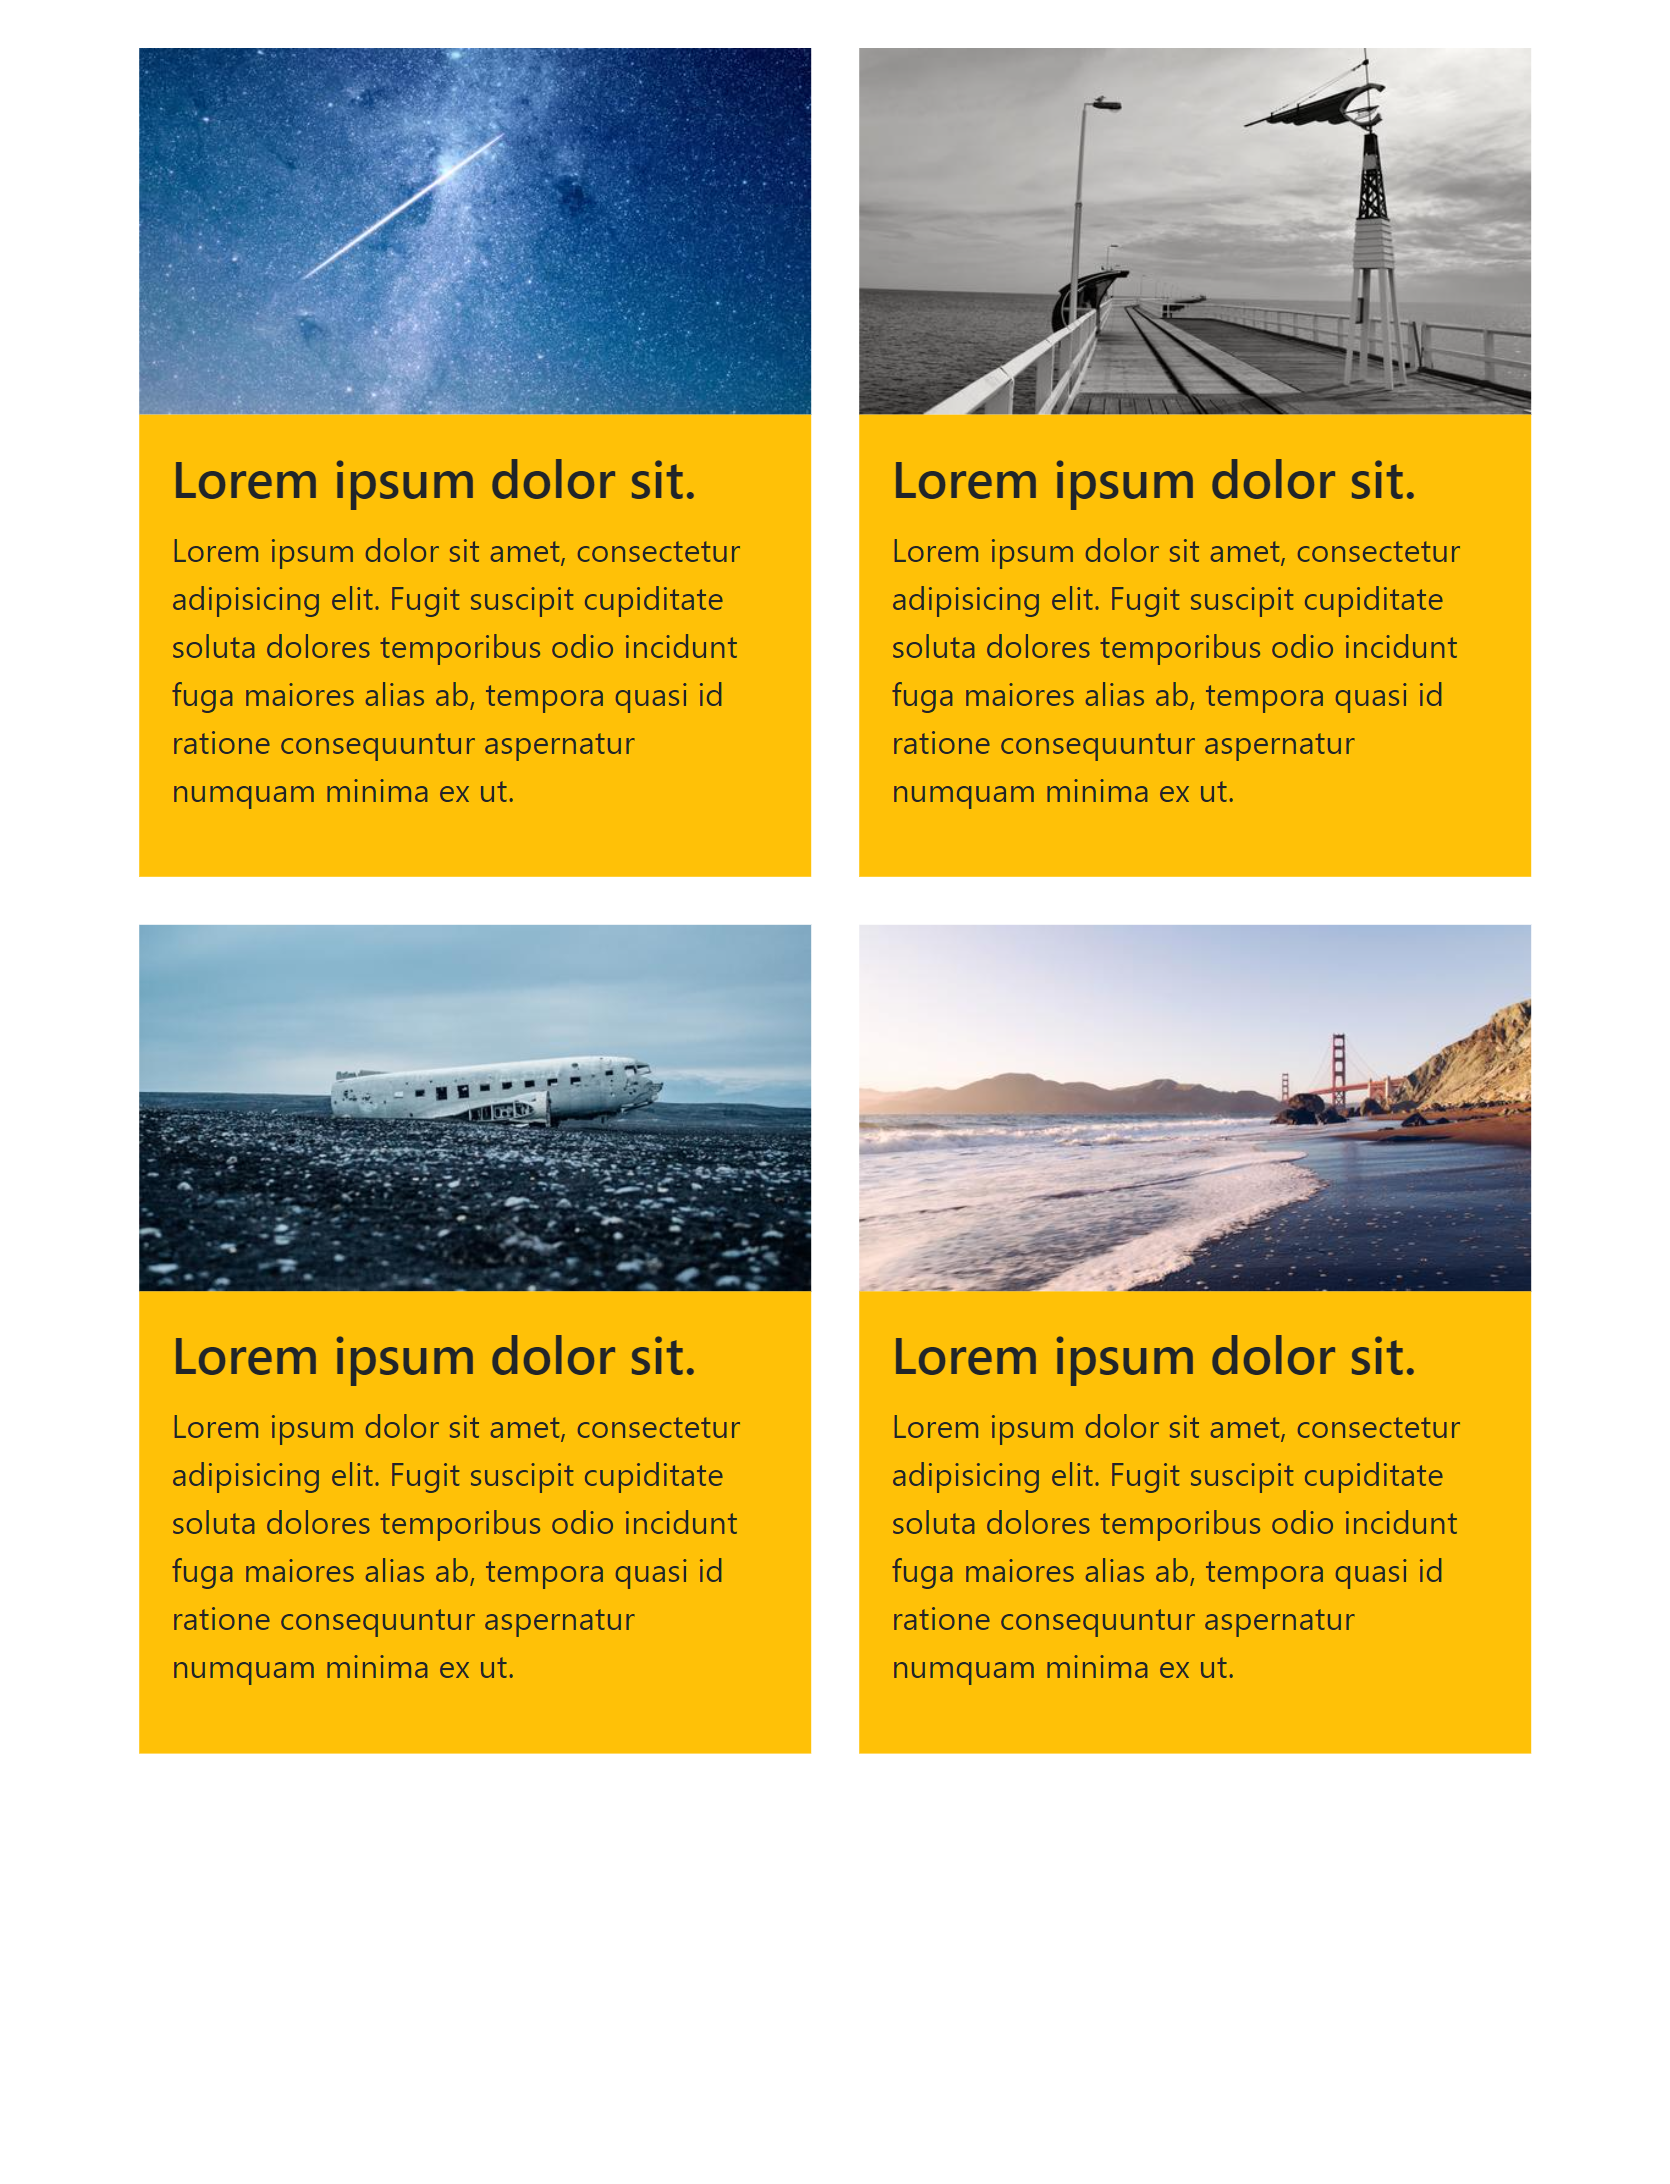 Lorem ipsum dolor sit.
Lorem ipsum dolor sit amet, consectetur
adipisicing elit. Fugit suscipit cupiditate
soluta dolores temporibus odio incidunt
fuga maiores alias ab, tempora quasi id
ratione consequuntur aspernatur
numquam minima ex ut.
Lorem ipsum dolor sit.
Lorem ipsum dolor sit amet, consectetur
adipisicing elit. Fugit suscipit cupiditate
soluta dolores temporibus odio incidunt
fuga maiores alias ab, tempora quasi id
ratione consequuntur aspernatur
numquam minima ex ut.
Lorem ipsum dolor sit.
Lorem ipsum dolor sit amet, consectetur
adipisicing elit. Fugit suscipit cupiditate
soluta dolores temporibus odio incidunt
fuga maiores alias ab, tempora quasi id
ratione consequuntur aspernatur
numquam minima ex ut.
Lorem ipsum dolor sit.
Lorem ipsum dolor sit amet, consectetur
adipisicing elit. Fugit suscipit cupiditate
soluta dolores temporibus odio incidunt
fuga maiores alias ab, tempora quasi id
ratione consequuntur aspernatur
numquam minima ex ut.